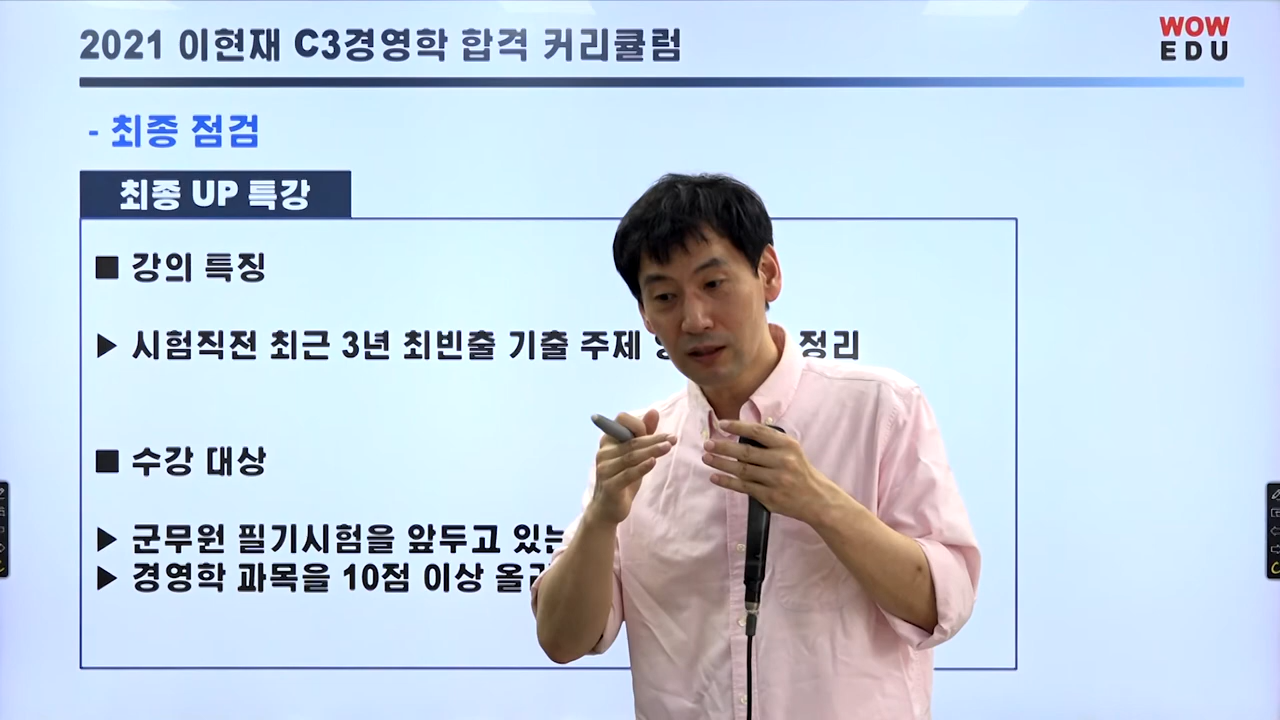 2021 이현재 C3경영학 합격 커리큘럼
WOW
EDU
- 최종 점검
최종 UP 특강
■ 강의 특징
▶ 시험직전 최근 3년 최빈출 기출 주제 정리
■ 수강 대상
▶ 군무원 필기시험을 앞두고 있는
▶ 경영학 과목을 10점 이상